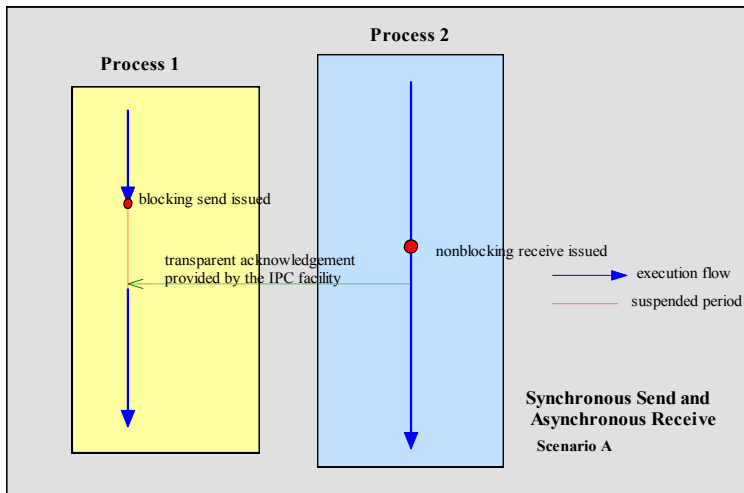 Process 2
Process 1
blocking send issued
nonblocking receive issued
transparent acknowledgement
provided by the IPC facility
execution flow
suspended period
Synchronous Send and
Asynchronous Receive
Scenario A